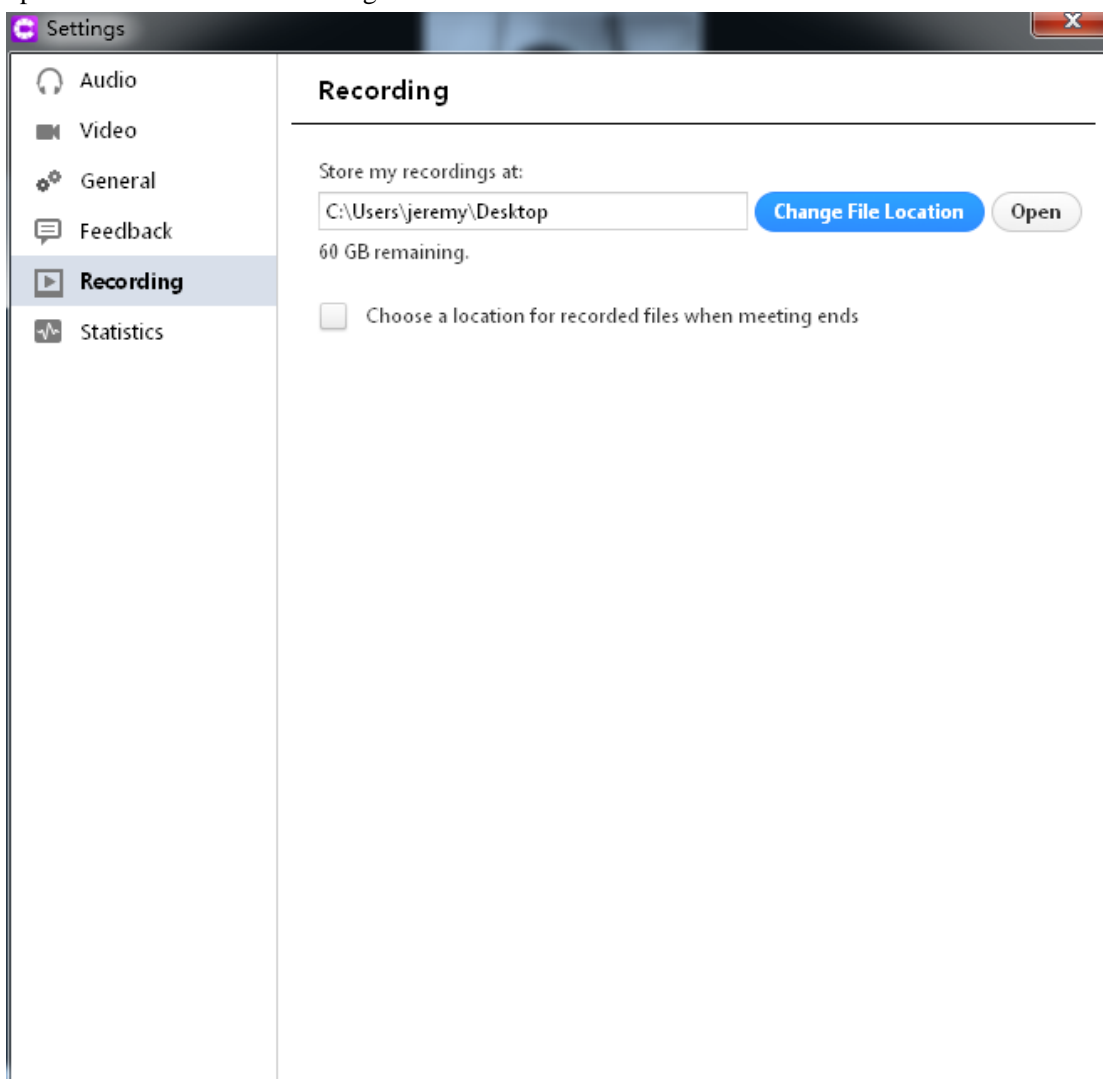 Settings
X
Audio
Video
General
Feedback
Recording
Statistics
Recording
Store my recordings at:
C:\Users\jeremy\Desktop
Change File Location
Open
60 GB remaining.
Choose a location for recorded files when meeting ends